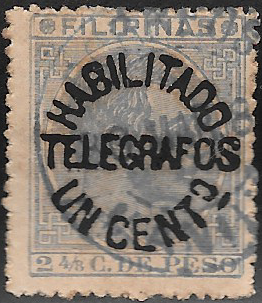 FILIPINAS
HABILITADO
TELEGRAFOS
UN CENTº
2 4/8 C. DE PESO